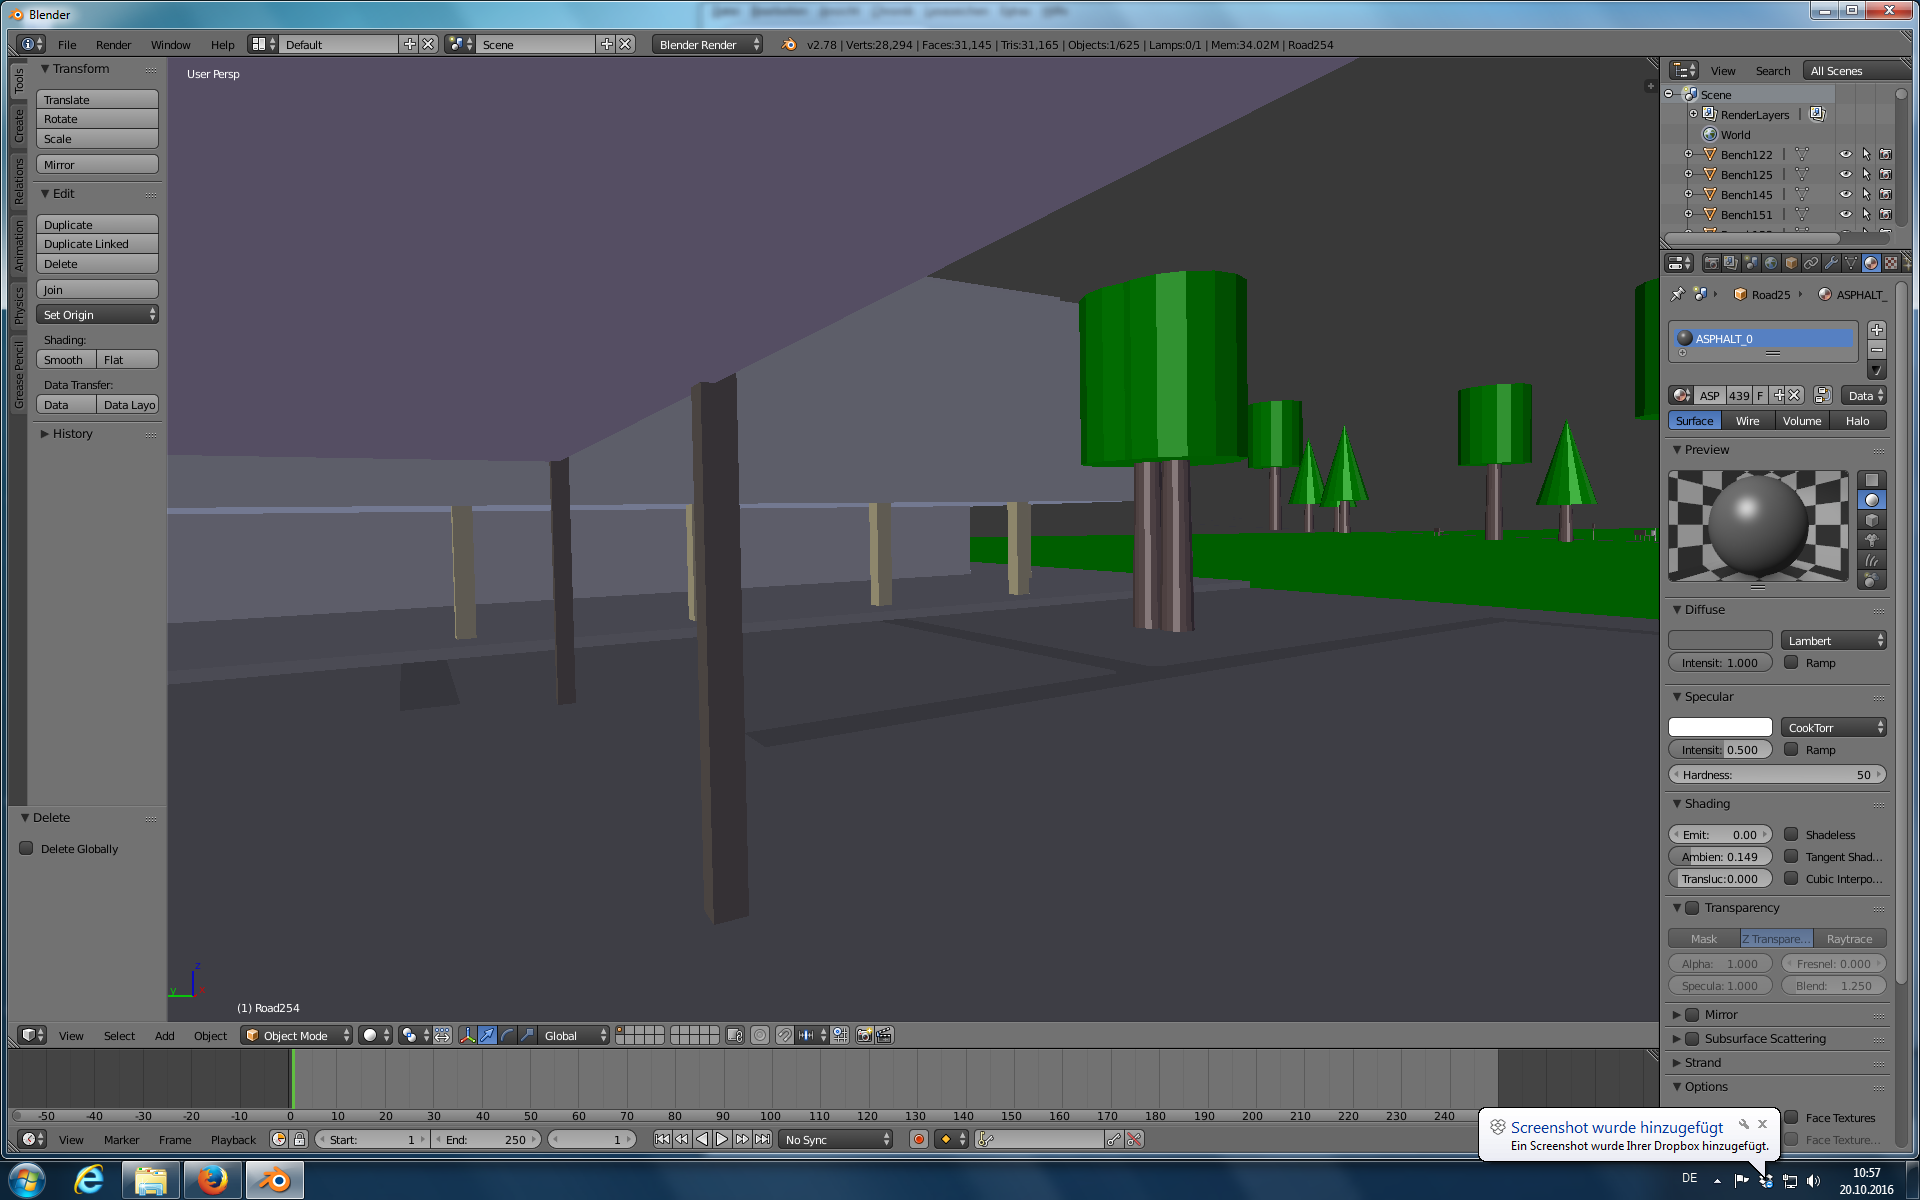 Blender
File Render Window Help Default Scene Blender Render v2.78 | Verts:28,294 | Faces:31,145 | Tris:31,165 | Objects:1/625 | Lamps:0/1 | Mem:34.02M | Road254
Tools
Create
Relations
Animation
Physics
Grease Pencil
Transform
Translate
Rotate
Scale
Mirror
Edit
Duplicate
Duplicate Linked
Delete
Join
Set Origin
Shading:
Smooth Flat
Data Transfer:
Data Data Layo
History
Delete
Delete Globally
User Persp
z
y
(1) Road254
View Select Add Object Object Mode Global
-50 -40 -30 -20 -10 0 10 20 30 40 50 60 70 80 90 100 110 120 130 140 150 160 170 180 190 200 210 220 230 240
View Marker Frame Playback Start: 1 End: 250 1 No Sync
View Search All Scenes
Scene
RenderLayers |
World
Bench122 |
Bench125 |
Bench145 |
Bench151 |
Road25 ASPHALT_
ASPHALT_0
ASP 439 F Data
Surface Wire Volume Halo
Preview
Diffuse
Lambert
Intensit: 1.000 Ramp
Specular
CookTorr
Intensit: 0.500 Ramp
Hardness: 50
Shading
Emit: 0.00 Shadeless
Ambien: 0.149 Tangent Shad...
Transluc:0.000 Cubic Interpo...
Transparency
Mask Z Transpare... Raytrace
Alpha: 1.000 Fresnel: 0.000
Specula: 1.000 Blend: 1.250
Mirror
Subsurface Scattering
Strand
Options
Face Textures
Face Texture...
Screenshot wurde hinzugefügt
Ein Screenshot wurde Ihrer Dropbox hinzugefügt.
DE
10:57
20.10.2016